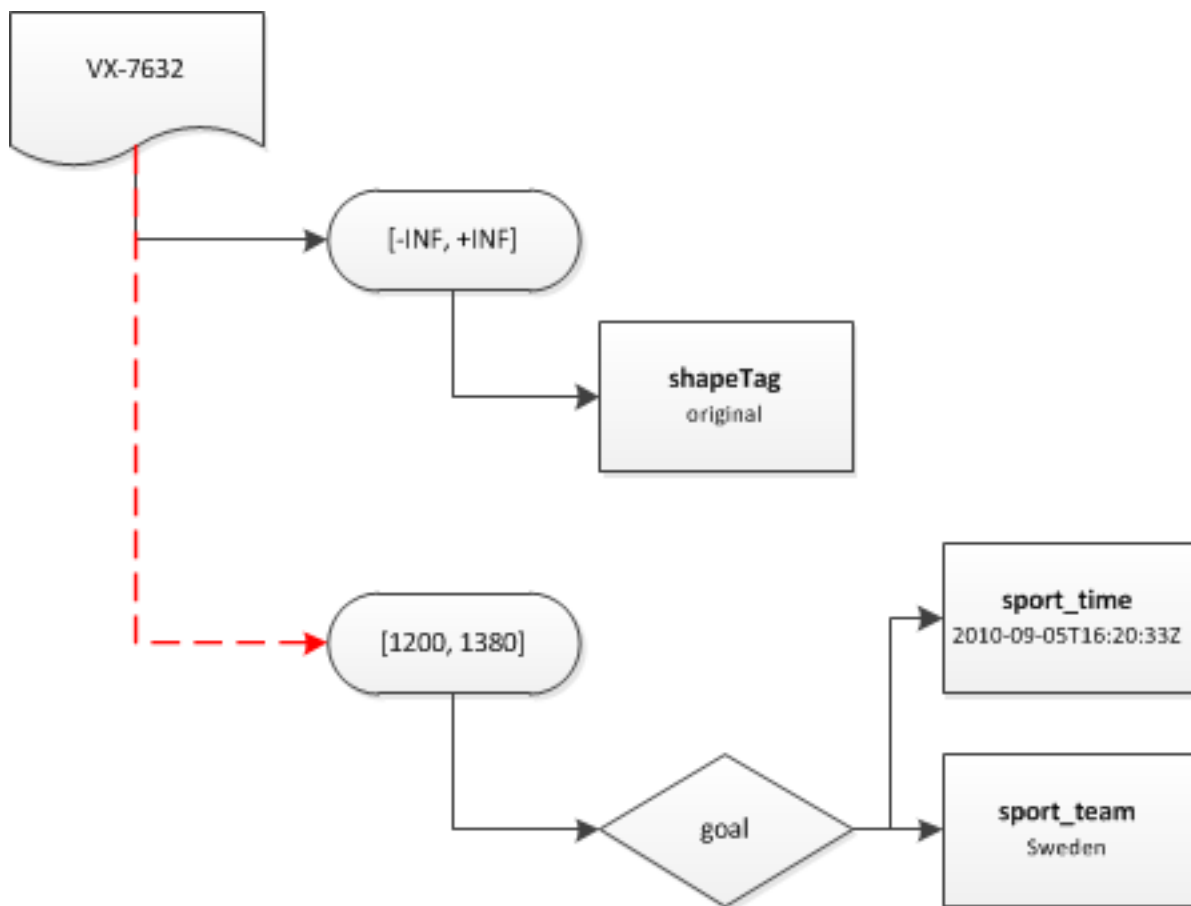 VX-7632
[-INF, +INF]
shapeTag
original
[1200, 1380]
sport_time
2010-09-05T16:20:33Z
goal
sport_team
Sweden